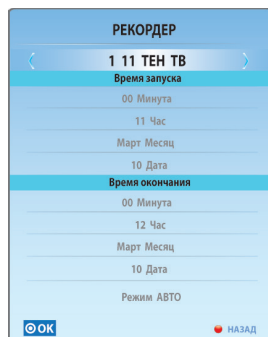 РЕКОРДЕР
1 11 ТЕН ТВ
Время запуска
00 Минута
11 Час
Март Месяц
10 Дата
Время окончания
00 Минута
12 Час
Март Месяц
10 Дата
Режим АВТО
OK НАЗАД